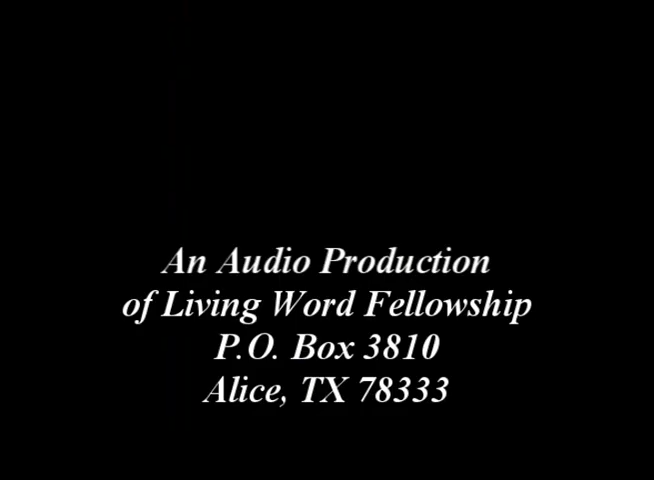 An Audio Production
of Living Word Fellowship
P.O. Box 3810
Alice, TX 78333